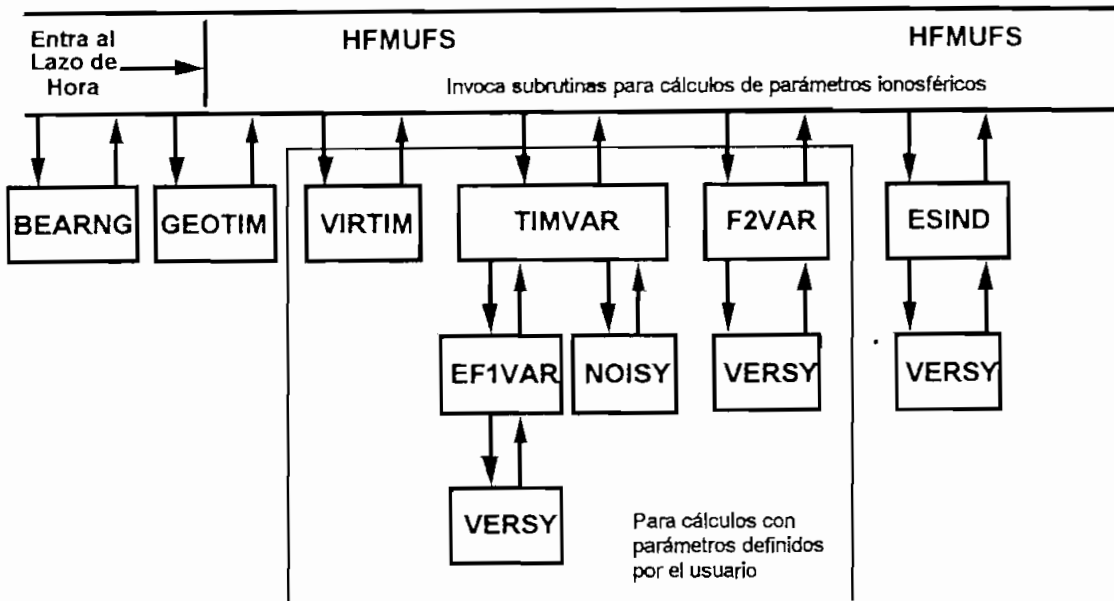 Entra al
Lazo de
Hora
HFMUFS
HFMUFS
Invoca subrutinas para cálculos de parámetros ionosféricos
BEARNG
GEOTIM
VIRTIM
TIMVAR
F2VAR
ESIND
EF1VAR
NOISY
VERSY
VERSY
VERSY
Para cálculos con
parámetros definidos
por el usuario